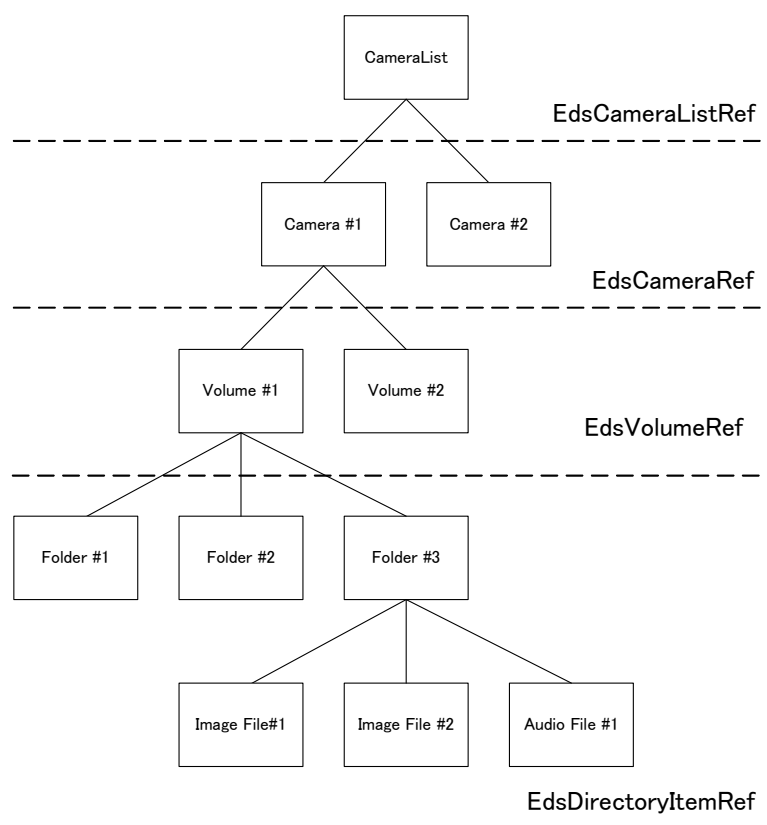 CameraList
EdsCameraListRef
Camera #1
Camera #2
EdsCameraRef
Volume #1
Volume #2
EdsVolumeRef
Folder #1
Folder #2
Folder #3
Image File#1
Image File #2
Audio File #1
EdsDirectoryItemRef